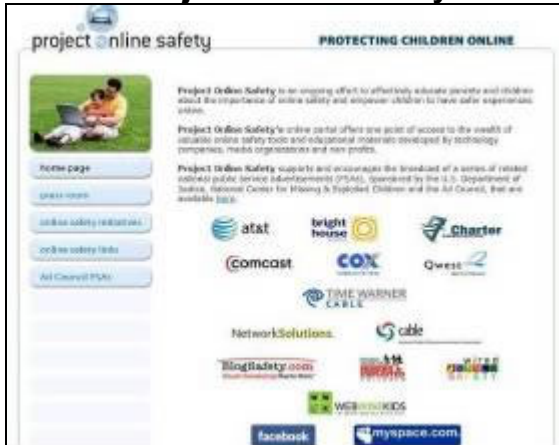 project online safety
PROTECTING CHILDREN ONLINE
Project Online Safety is an ongoing effort to effectively educate parents and children
about the importance of online safety and empower children to have safer experiences
online.
Project Online Safety's online portal offers one point of access to the wealth of
valuable online safety tools and educational materials developed by technology
companies, media organizations and non profits.
Project Online Safety supports and encourages the broadcast of a series of related
national public service advertisements (PSAs), sponsored by the U.S. Department of
Justice, National Center for Missing & Exploited Children and the Ad Council, that are
available here.
home page
press room
online safety initiatives
online safety links
Ad Council PSAs
at&t
bright house
Charter
Comcast
COX
Qwest
TIME WARNER CABLE
NetworkSolutions.
cable
BlogSafety.com
WIRED SAFETY
WEBWISEKIDS
facebook
myspace.com